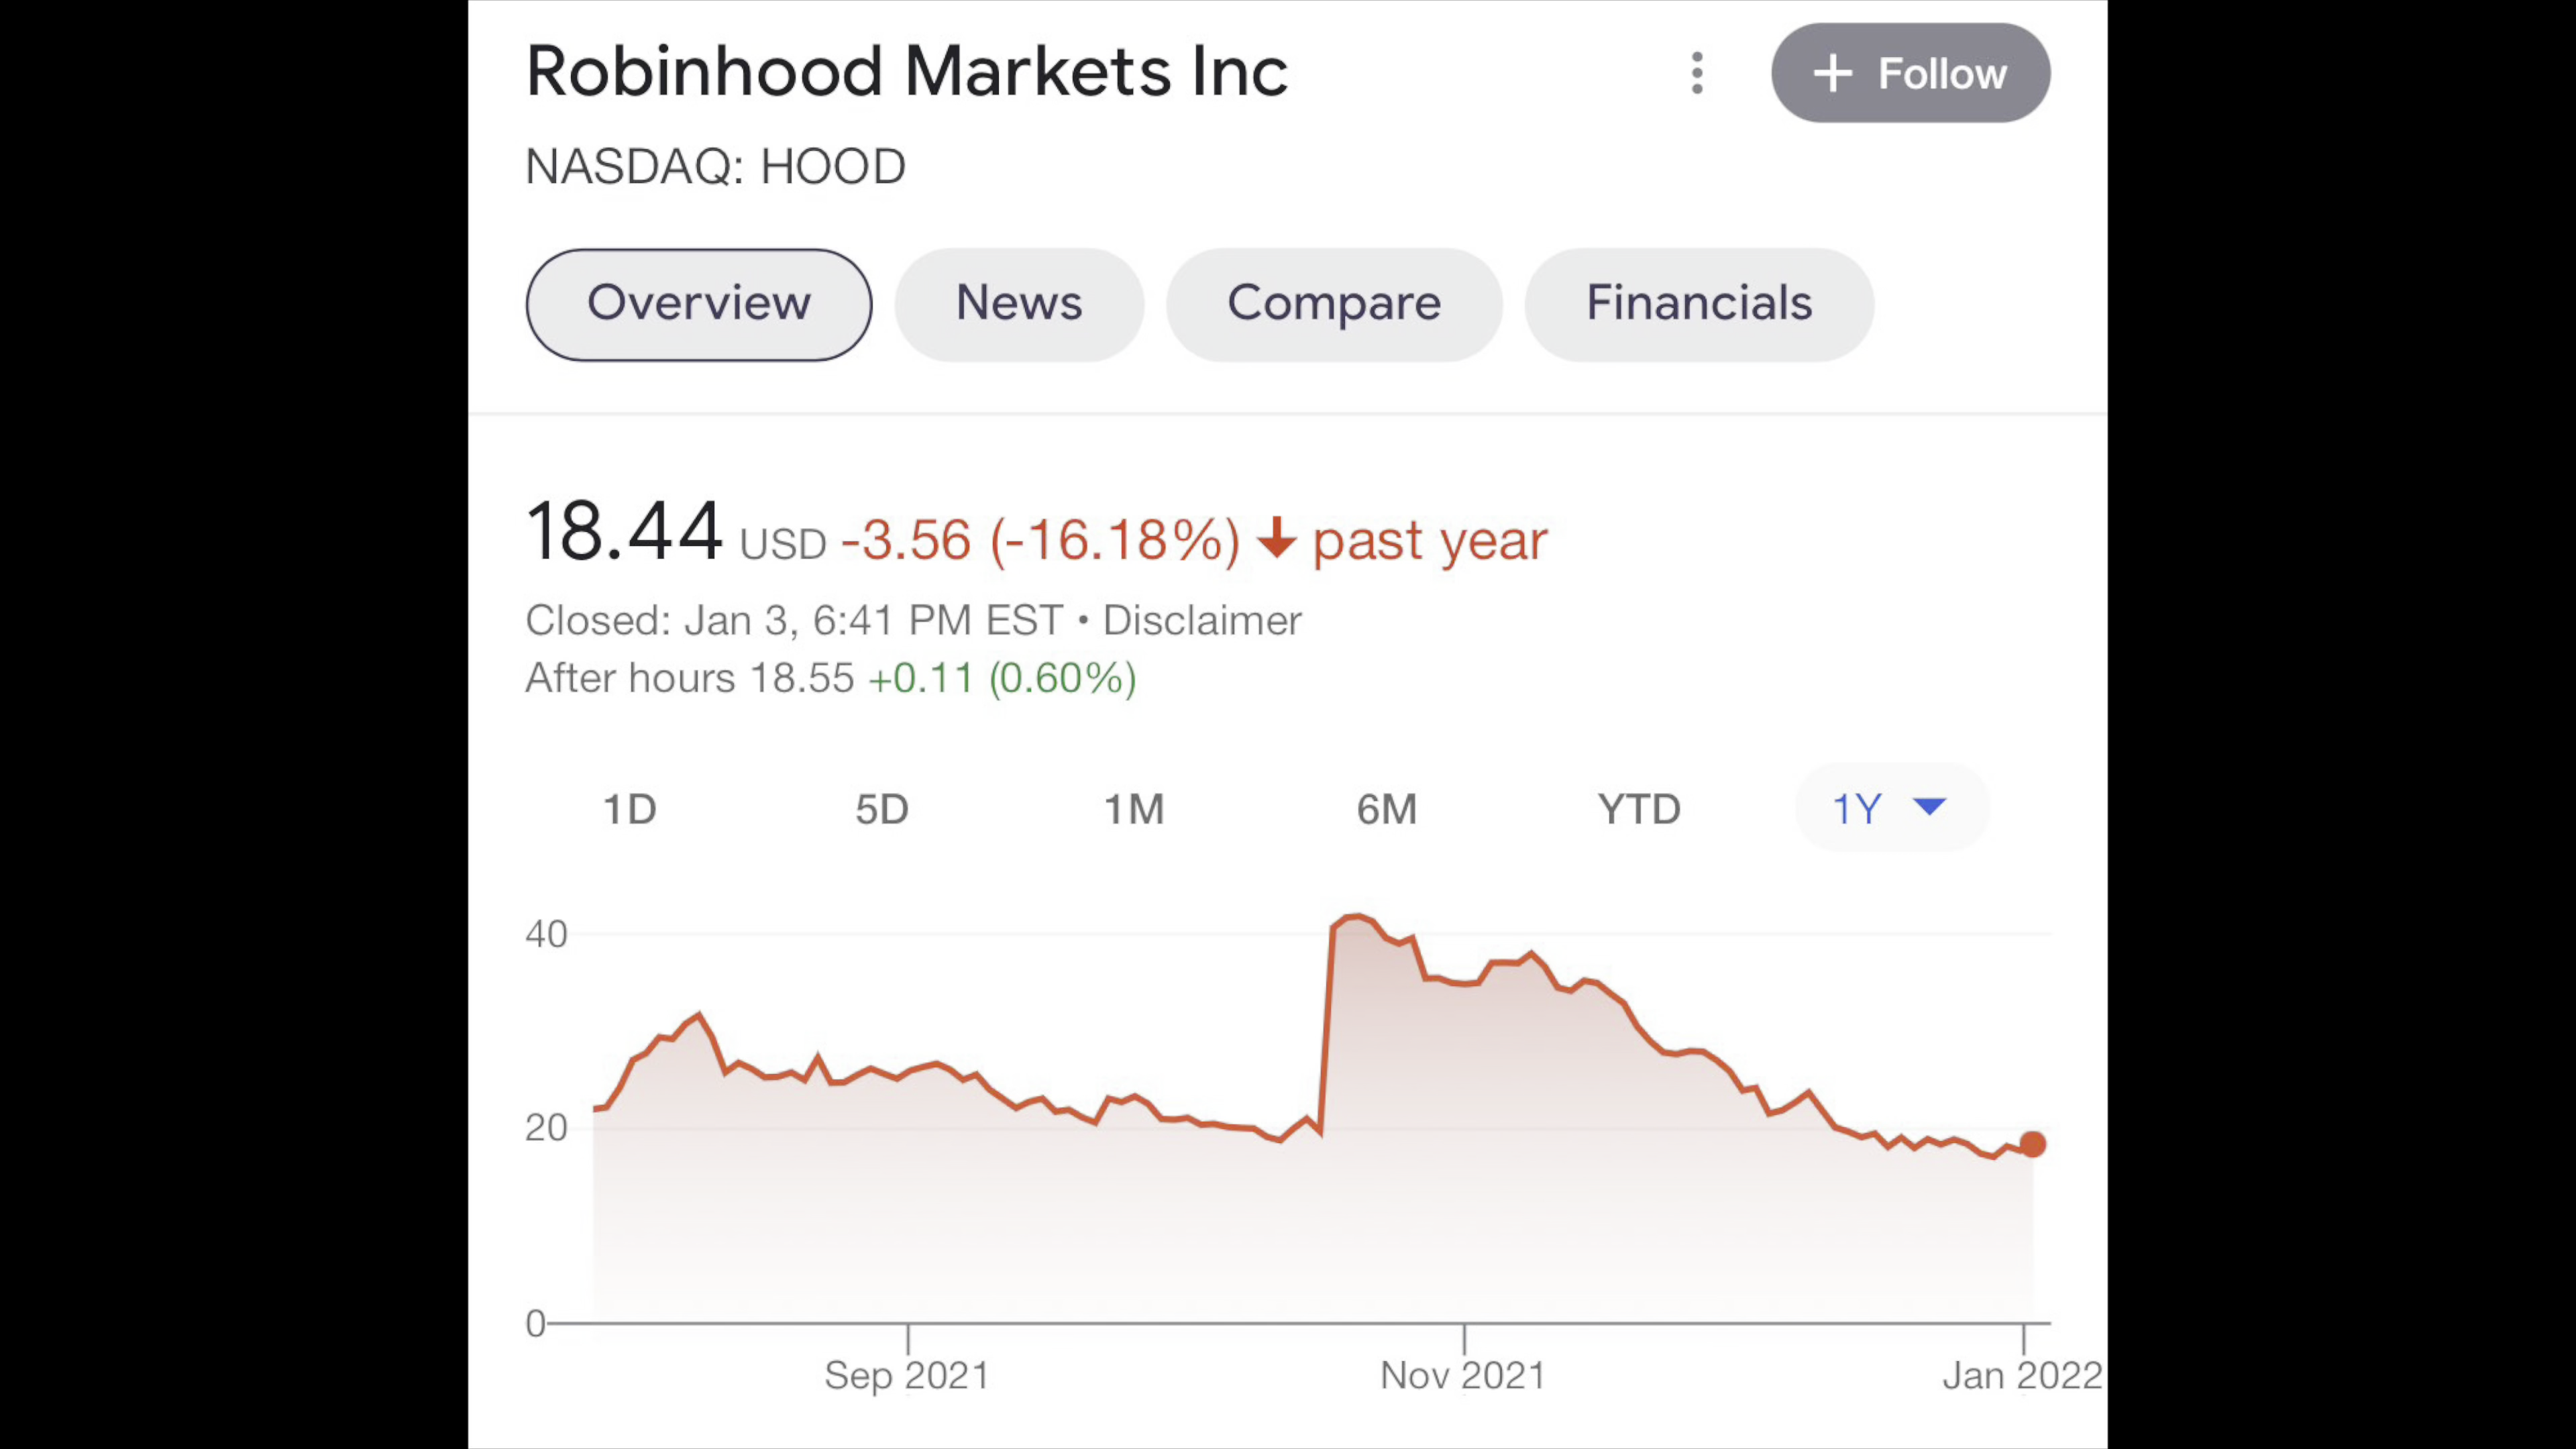 Robinhood Markets Inc
+ Follow
NASDAQ: HOOD
Overview News Compare Financials
18.44 USD -3.56 (-16.18%) past year
Closed: Jan 3, 6:41 PM EST • Disclaimer
After hours 18.55 +0.11 (0.60%)
1D 5D 1M 6M YTD 1Y
40
20
0
Sep 2021 Nov 2021 Jan 2022